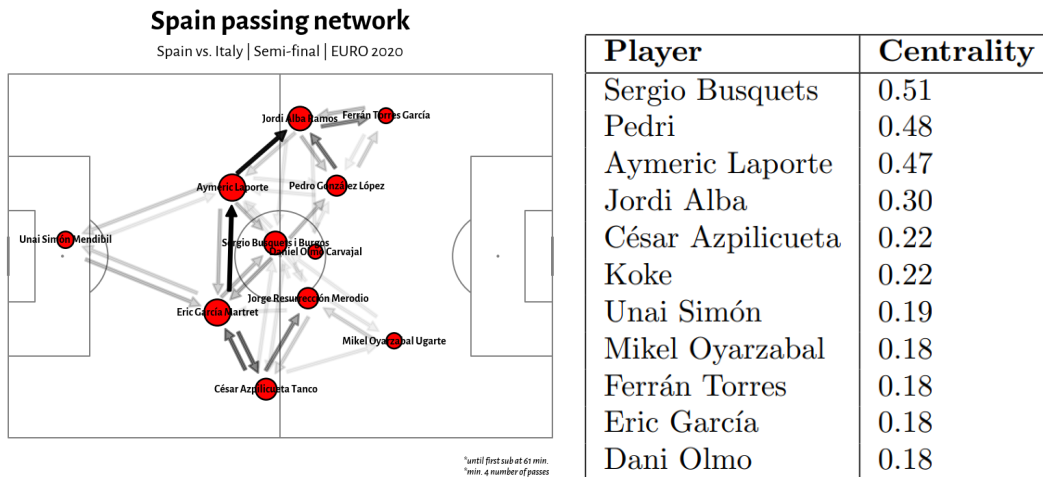 Spain passing network
Spain vs. Italy | Semi-final | EURO 2020
Jordi Alba Ramos
Ferrán Torres García
Aymeric Laporte
Pedro González López
Unai Simón Mendibil
Sergio Busquets i Burgos
Daniel Olmo Carvajal
Jorge Resurrección Merodio
Eric García Martret
Mikel Oyarzabal Ugarte
César Azpilicueta Tanco
*until first sub at 61 min.
*min. 4 number of passes
Player Centrality
Sergio Busquets 0.51
Pedri 0.48
Aymeric Laporte 0.47
Jordi Alba 0.30
César Azpilicueta 0.22
Koke 0.22
Unai Simón 0.19
Mikel Oyarzabal 0.18
Ferrán Torres 0.18
Eric García 0.18
Dani Olmo 0.18